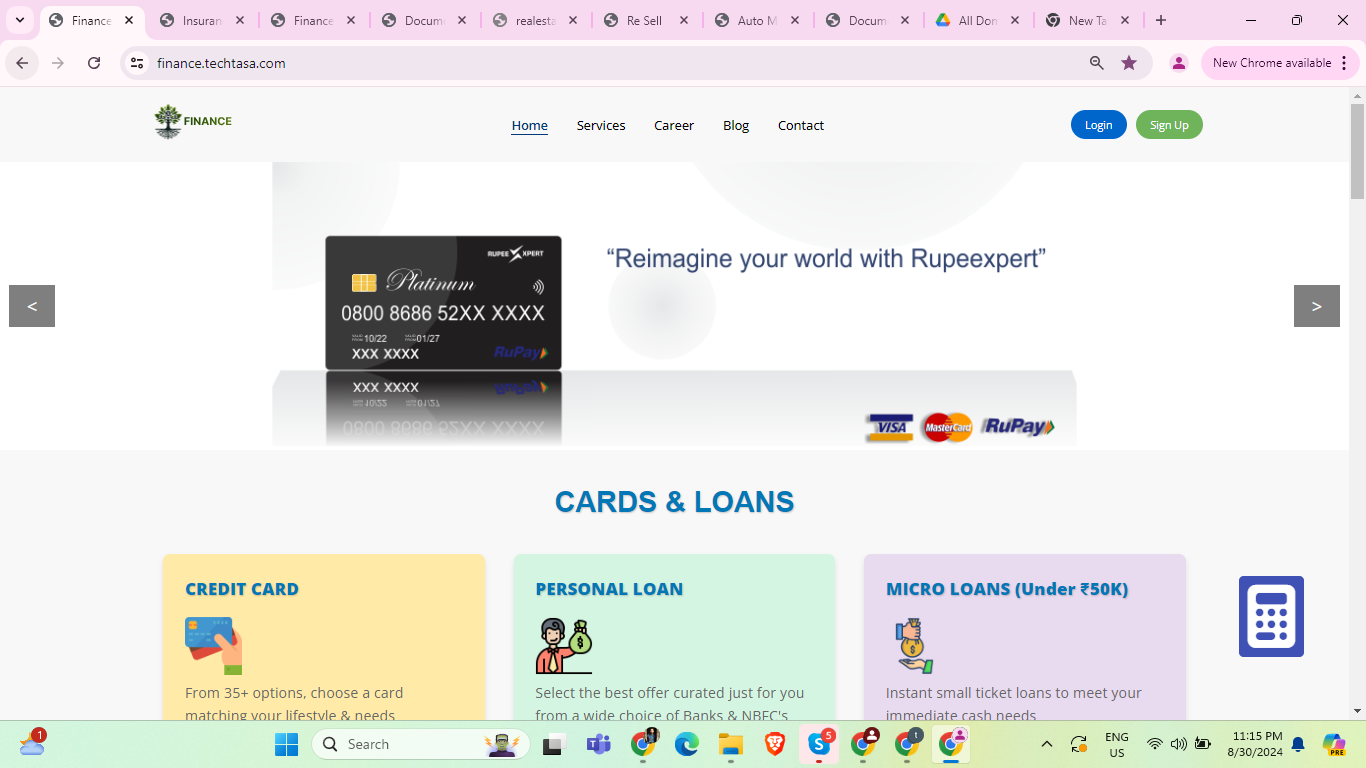 Finance
Insuran
Finance
Docume
realesta
Re Sell
Auto M
Docum
All Don
New Ta
finance.techtasa.com
New Chrome available
FINANCE
Home
Services
Career
Blog
Contact
Login
Sign Up
<
>
RUPEE XPERT
Platinum
0800 8686 52XX XXXX
10/22
01/27
XXX XXXX
RuPay
“Reimagine your world with Rupeexpert”
XXX XXXX
VISA
MasterCard
RuPay
CARDS & LOANS
CREDIT CARD
From 35+ options, choose a card
matching your lifestyle & needs
PERSONAL LOAN
Select the best offer curated just for you
from a wide choice of Banks & NBFC's
MICRO LOANS (Under ₹50K)
Instant small ticket loans to meet your
immediate cash needs
1
Search
5
1
PRE
ENG
US
11:15 PM
8/30/2024